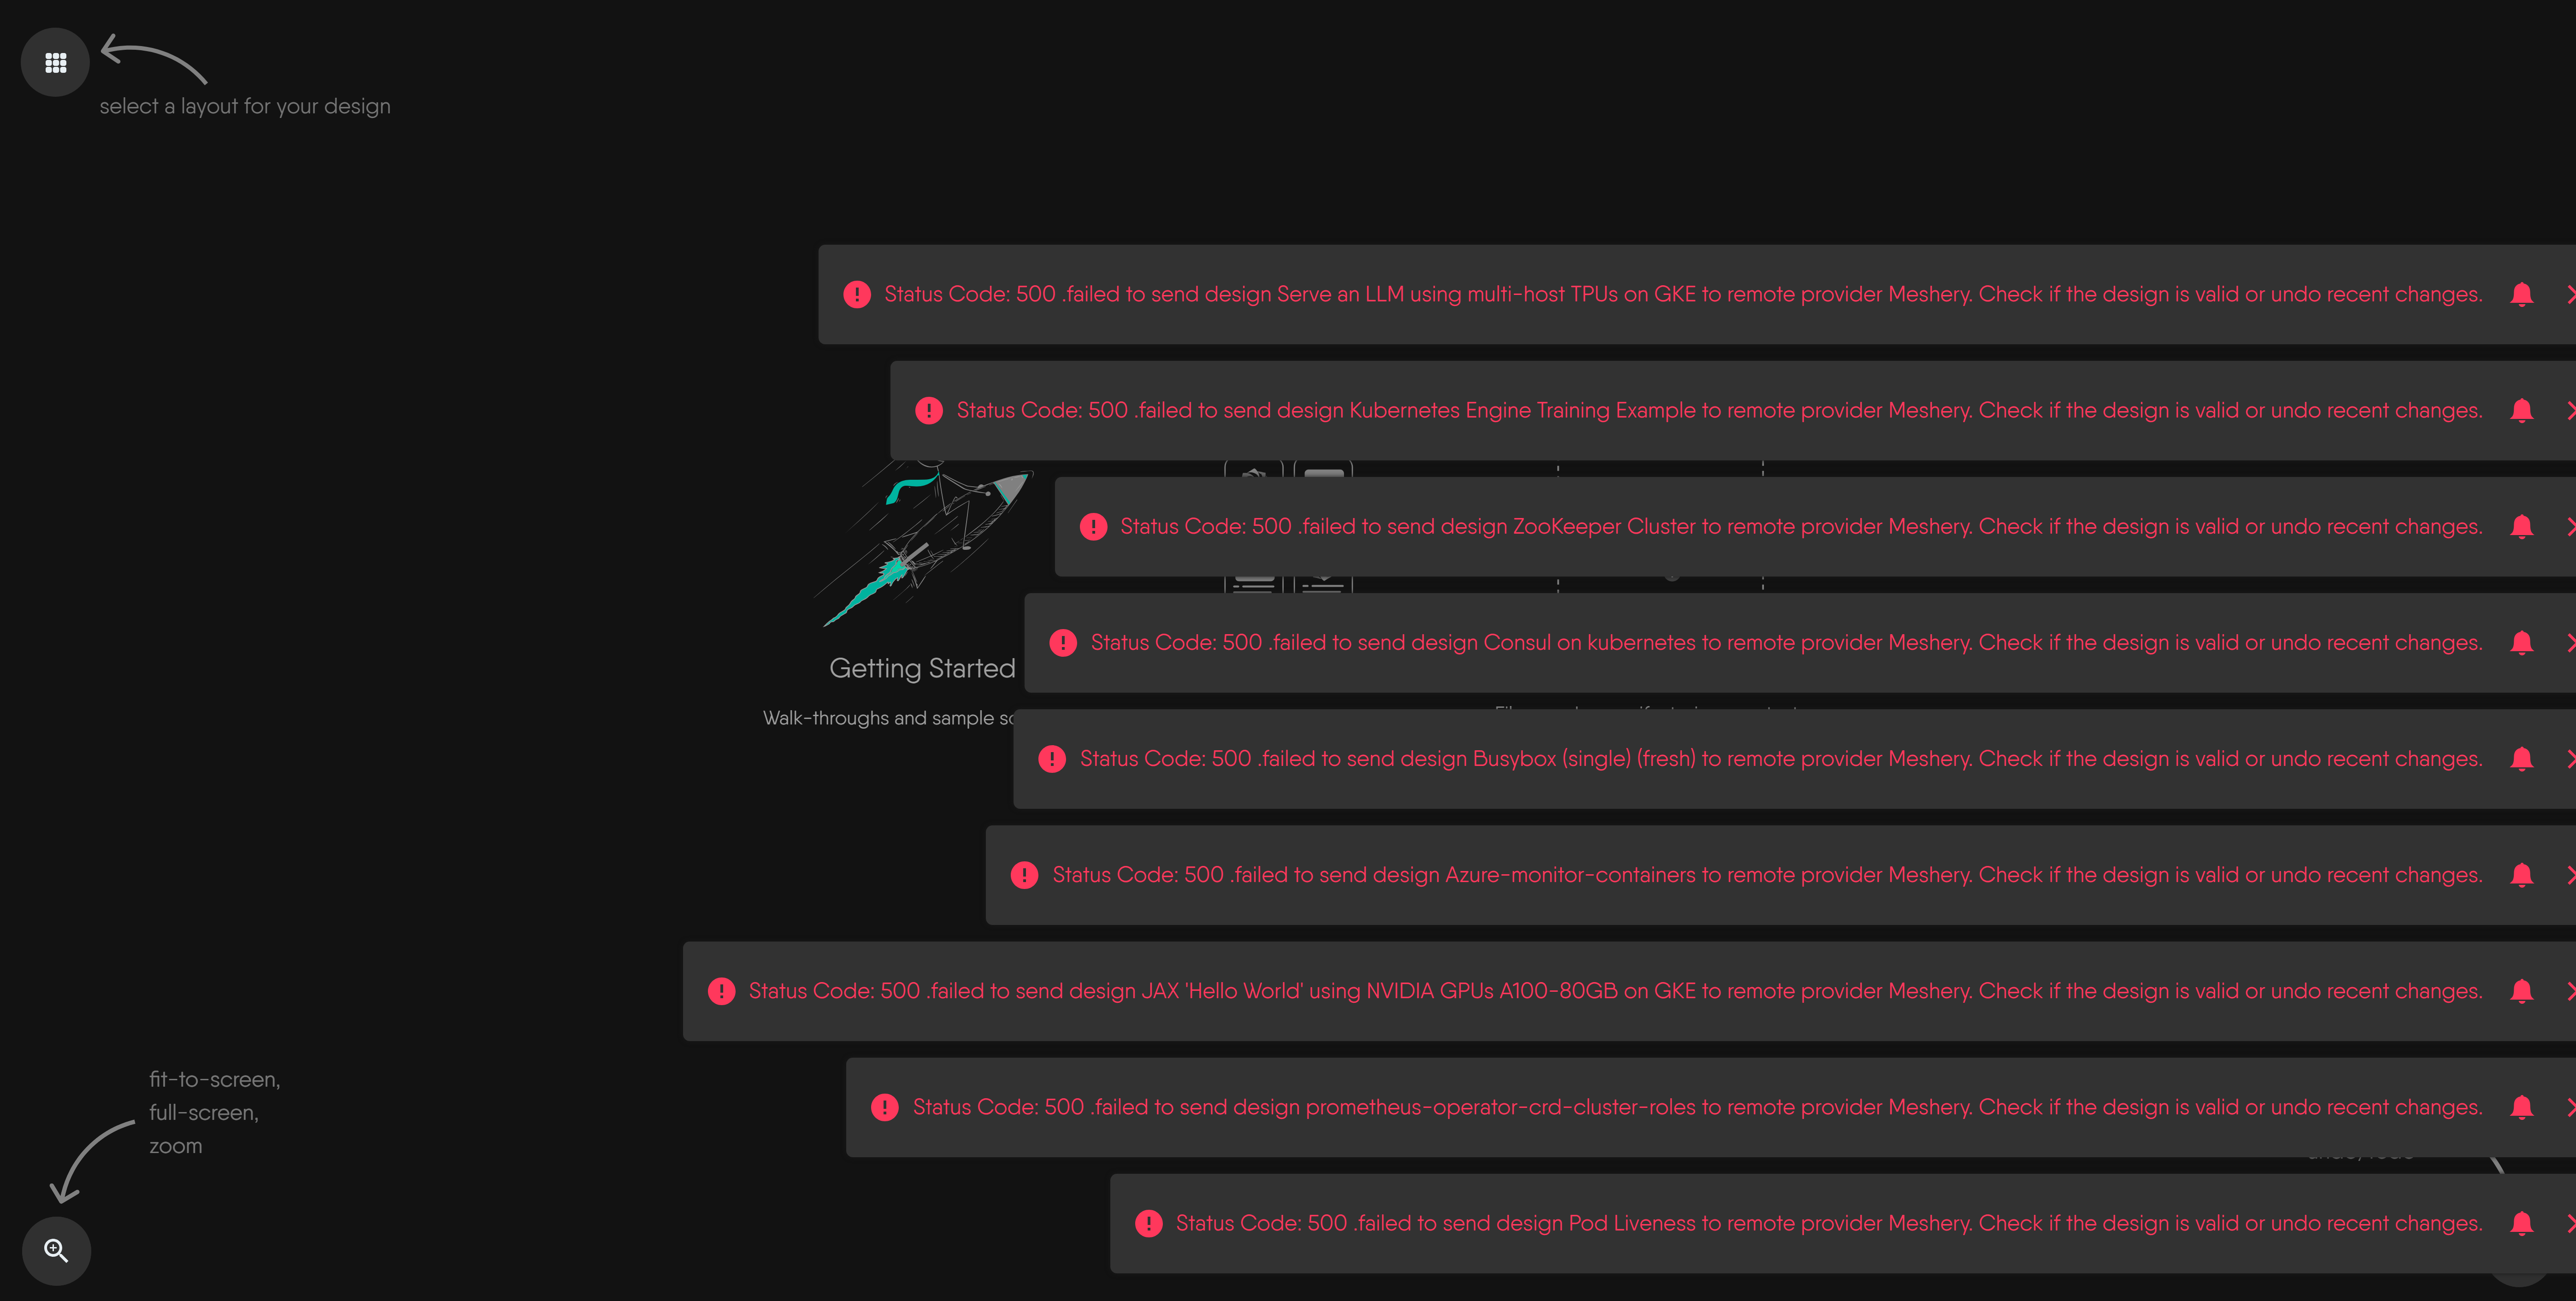 select a layout for your design
Status Code: 500 .failed to send design Serve an LLM using multi-host TPUs on GKE to remote provider Meshery. Check if the design is valid or undo recent changes.
Status Code: 500 .failed to send design Kubernetes Engine Training Example to remote provider Meshery. Check if the design is valid or undo recent changes.
Status Code: 500 .failed to send design ZooKeeper Cluster to remote provider Meshery. Check if the design is valid or undo recent changes.
Status Code: 500 .failed to send design Consul on kubernetes to remote provider Meshery. Check if the design is valid or undo recent changes.
Getting Started
Walk-throughs and sample
Status Code: 500 .failed to send design Busybox (single) (fresh) to remote provider Meshery. Check if the design is valid or undo recent changes.
Status Code: 500 .failed to send design Azure-monitor-containers to remote provider Meshery. Check if the design is valid or undo recent changes.
Status Code: 500 .failed to send design JAX 'Hello World' using NVIDIA GPUs A100-80GB on GKE to remote provider Meshery. Check if the design is valid or undo recent changes.
Status Code: 500 .failed to send design prometheus-operator-crd-cluster-roles to remote provider Meshery. Check if the design is valid or undo recent changes.
fit-to-screen,
full-screen,
zoom
Status Code: 500 .failed to send design Pod Liveness to remote provider Meshery. Check if the design is valid or undo recent changes.